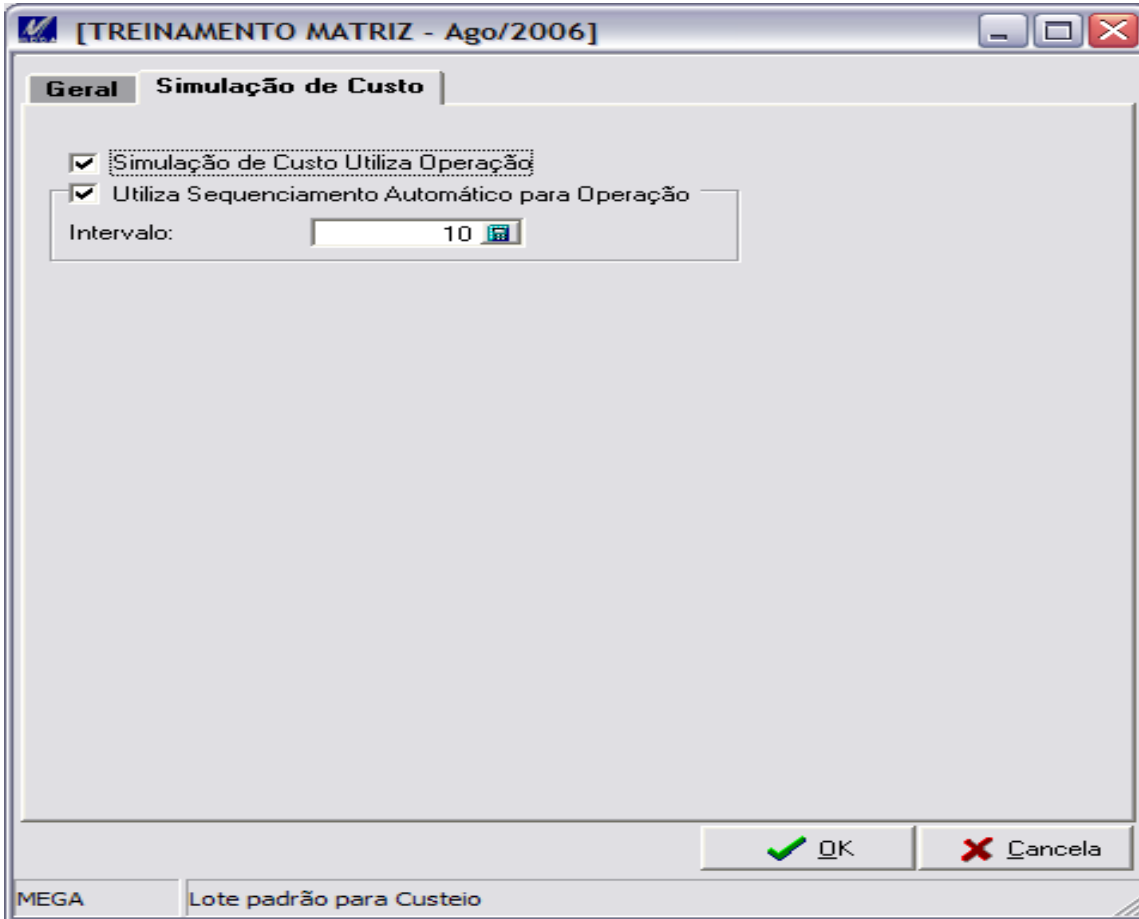 [TREINAMENTO MATRIZ - Ago/2006]
Geral Simulação de Custo
Simulação de Custo Utiliza Operação
Utiliza Sequenciamento Automático para Operação
Intervalo: 10
OK Cancela
MEGA Lote padrão para Custeio